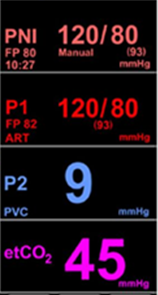 PNI 120/80
FP 80 Manual (93)
10:27 mmHg
P1 120/80
FP 82 (93)
ART mmHg
P2 9
PVC mmHg
etCO₂ 45
mmHg